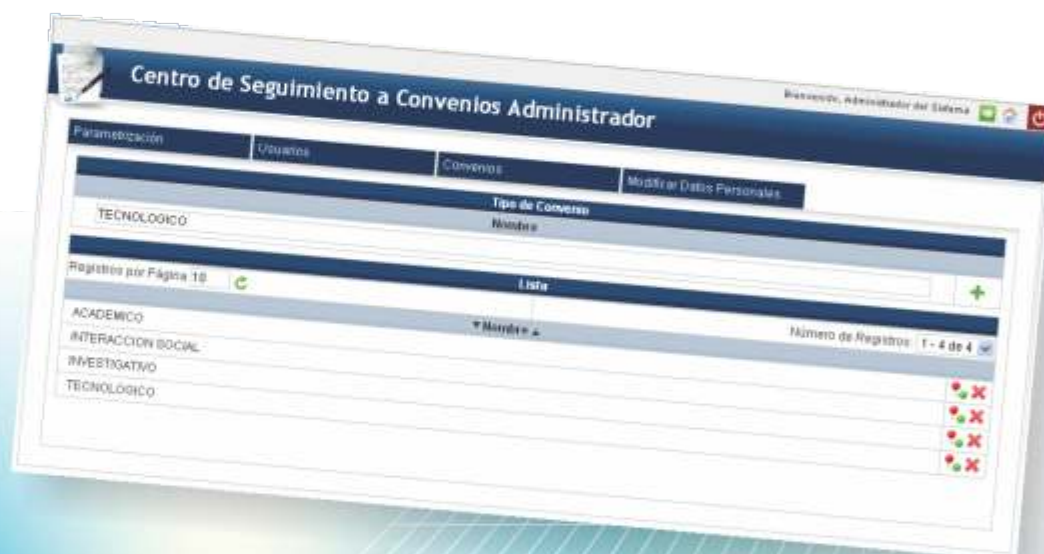 Bienvenido, Administrador del Sistema
Centro de Seguimiento a Convenios Administrador
Parametización
Usuarios
Convenios
Modificar Datos Personales
Tipo de Convenio
Nombre
TECNOLOGICO
Lista
Registros por Página 10
Número de Registros 1 - 4 de 4
▼Nombre▲
ACADEMICO
INTERACCION SOCIAL
INVESTIGATIVO
TECNOLOGICO